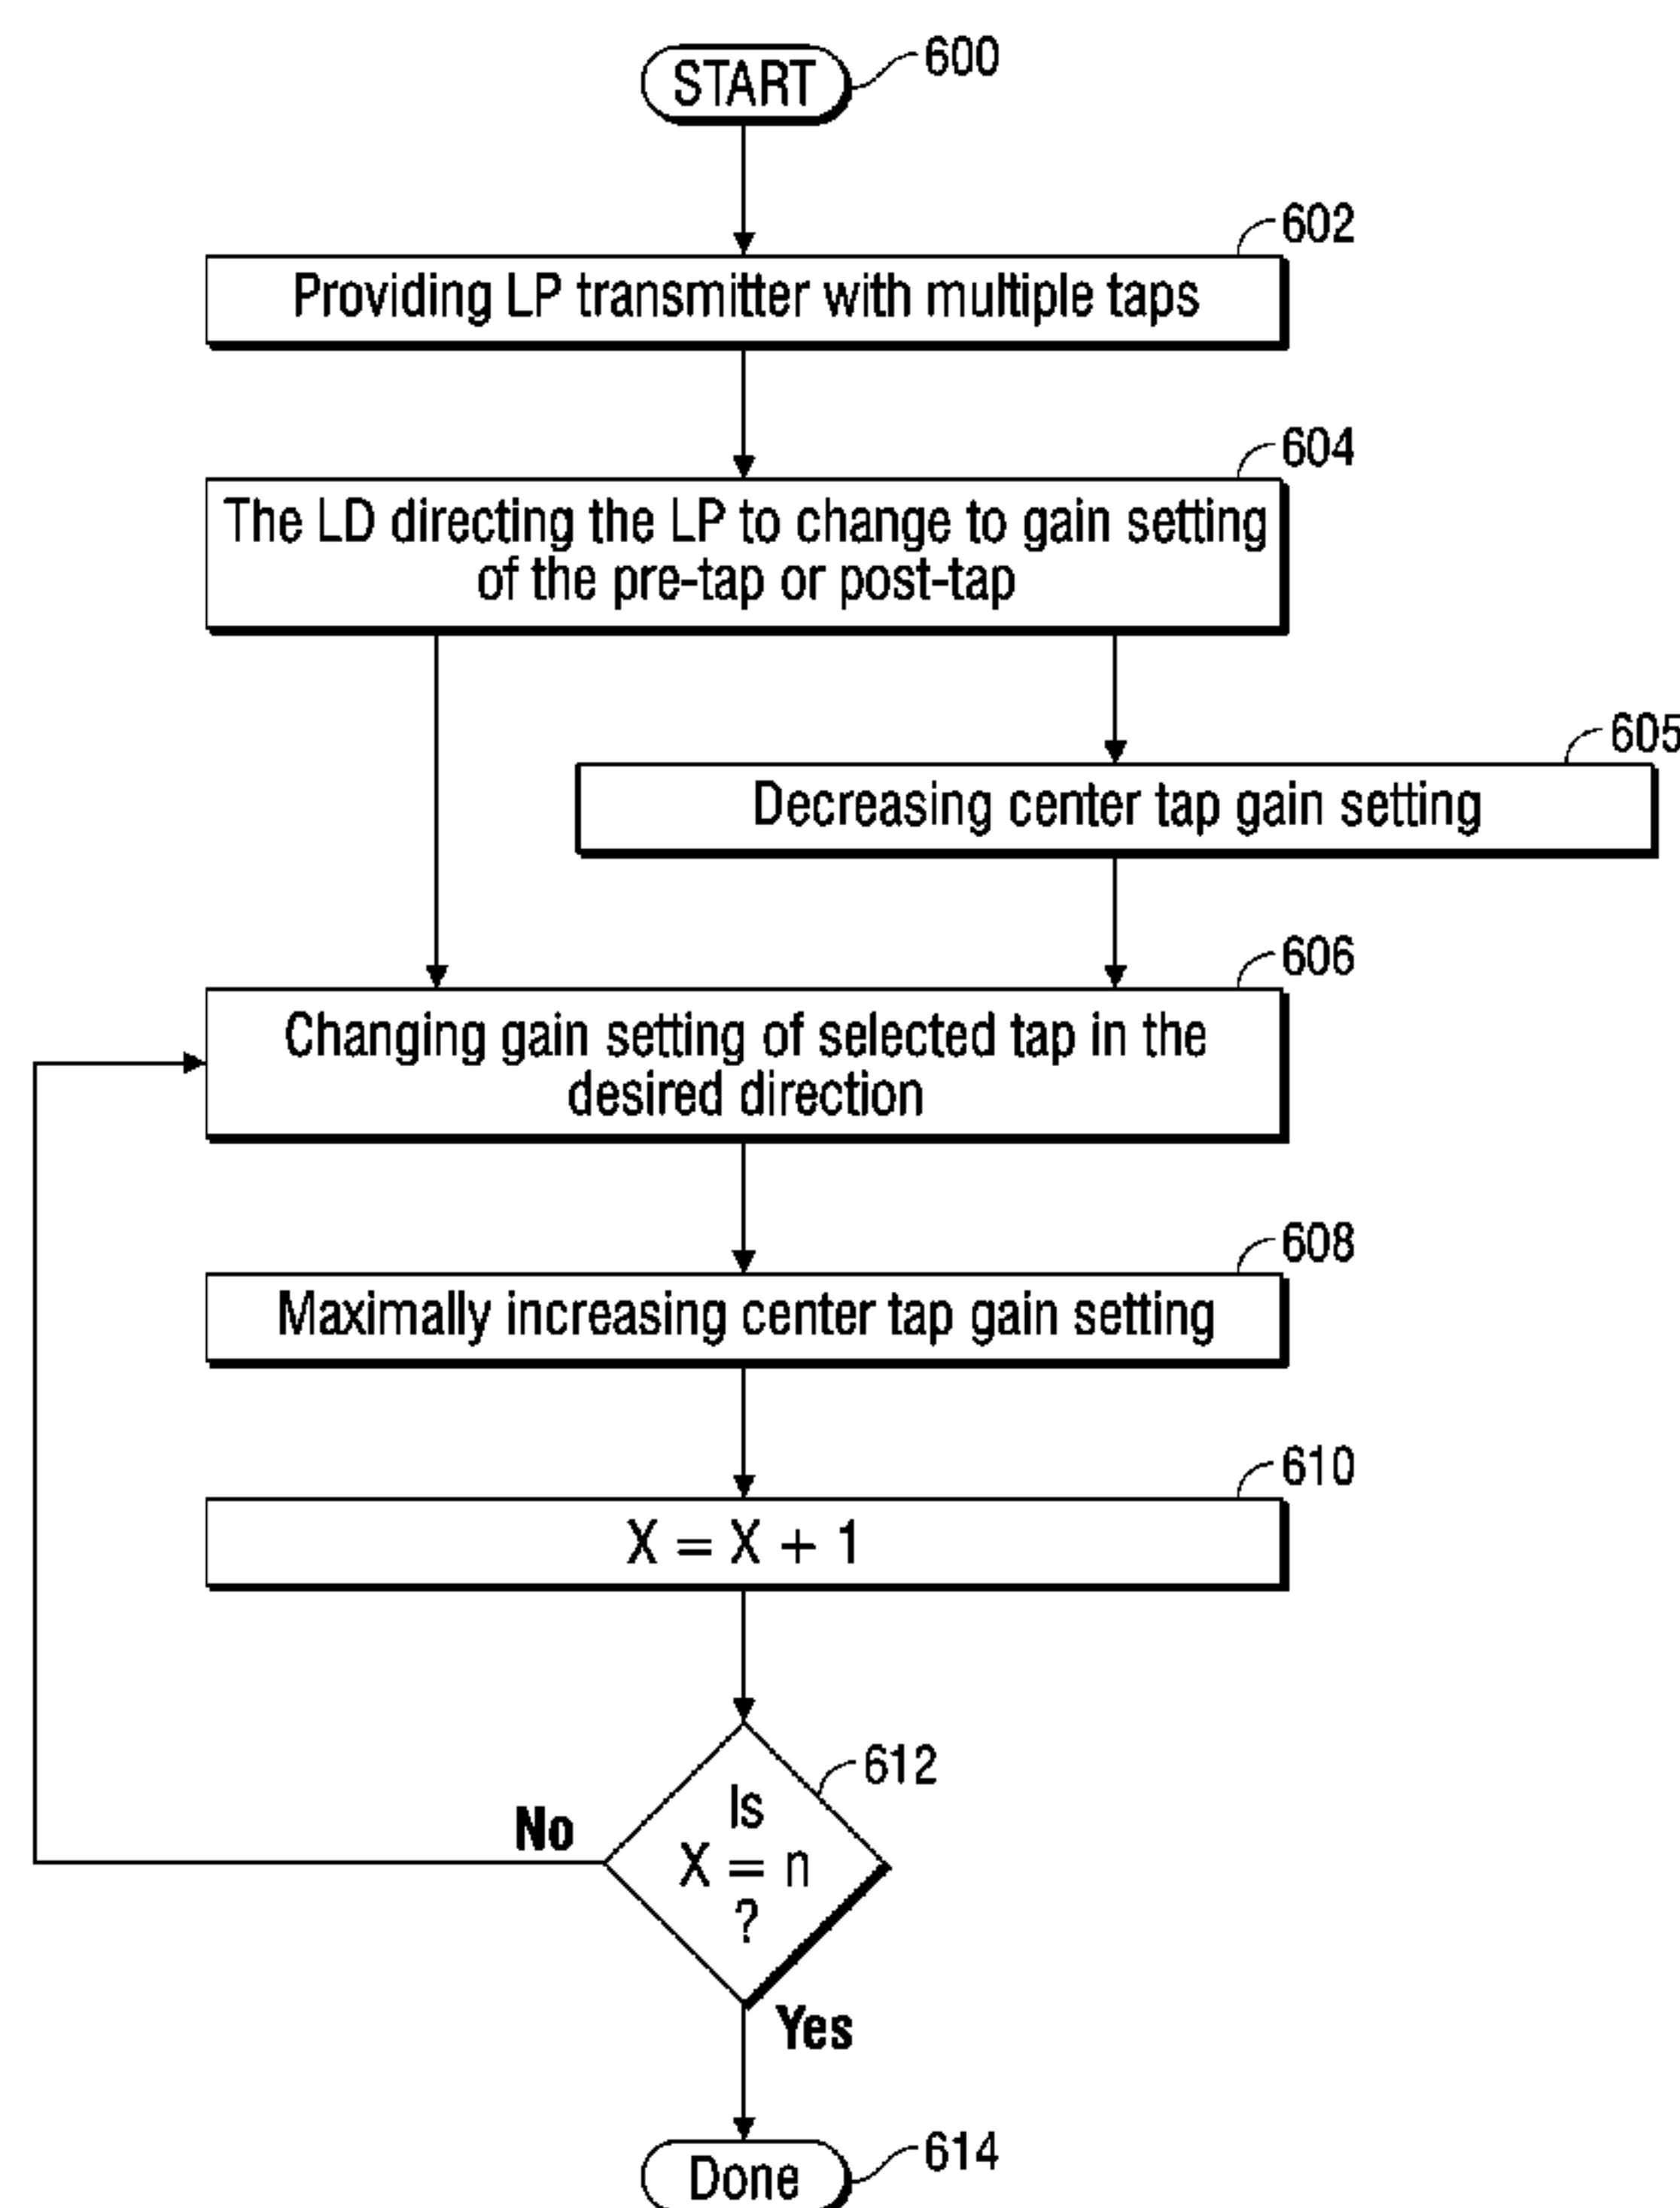 START
600
602
Providing LP transmitter with multiple taps
604
The LD directing the LP to change to gain setting
of the pre-tap or post-tap
605
Decreasing center tap gain setting
606
Changing gain setting of selected tap in the
desired direction
608
Maximally increasing center tap gain setting
610
X = X + 1
612
Is
X = n
?
No
Yes
614
Done